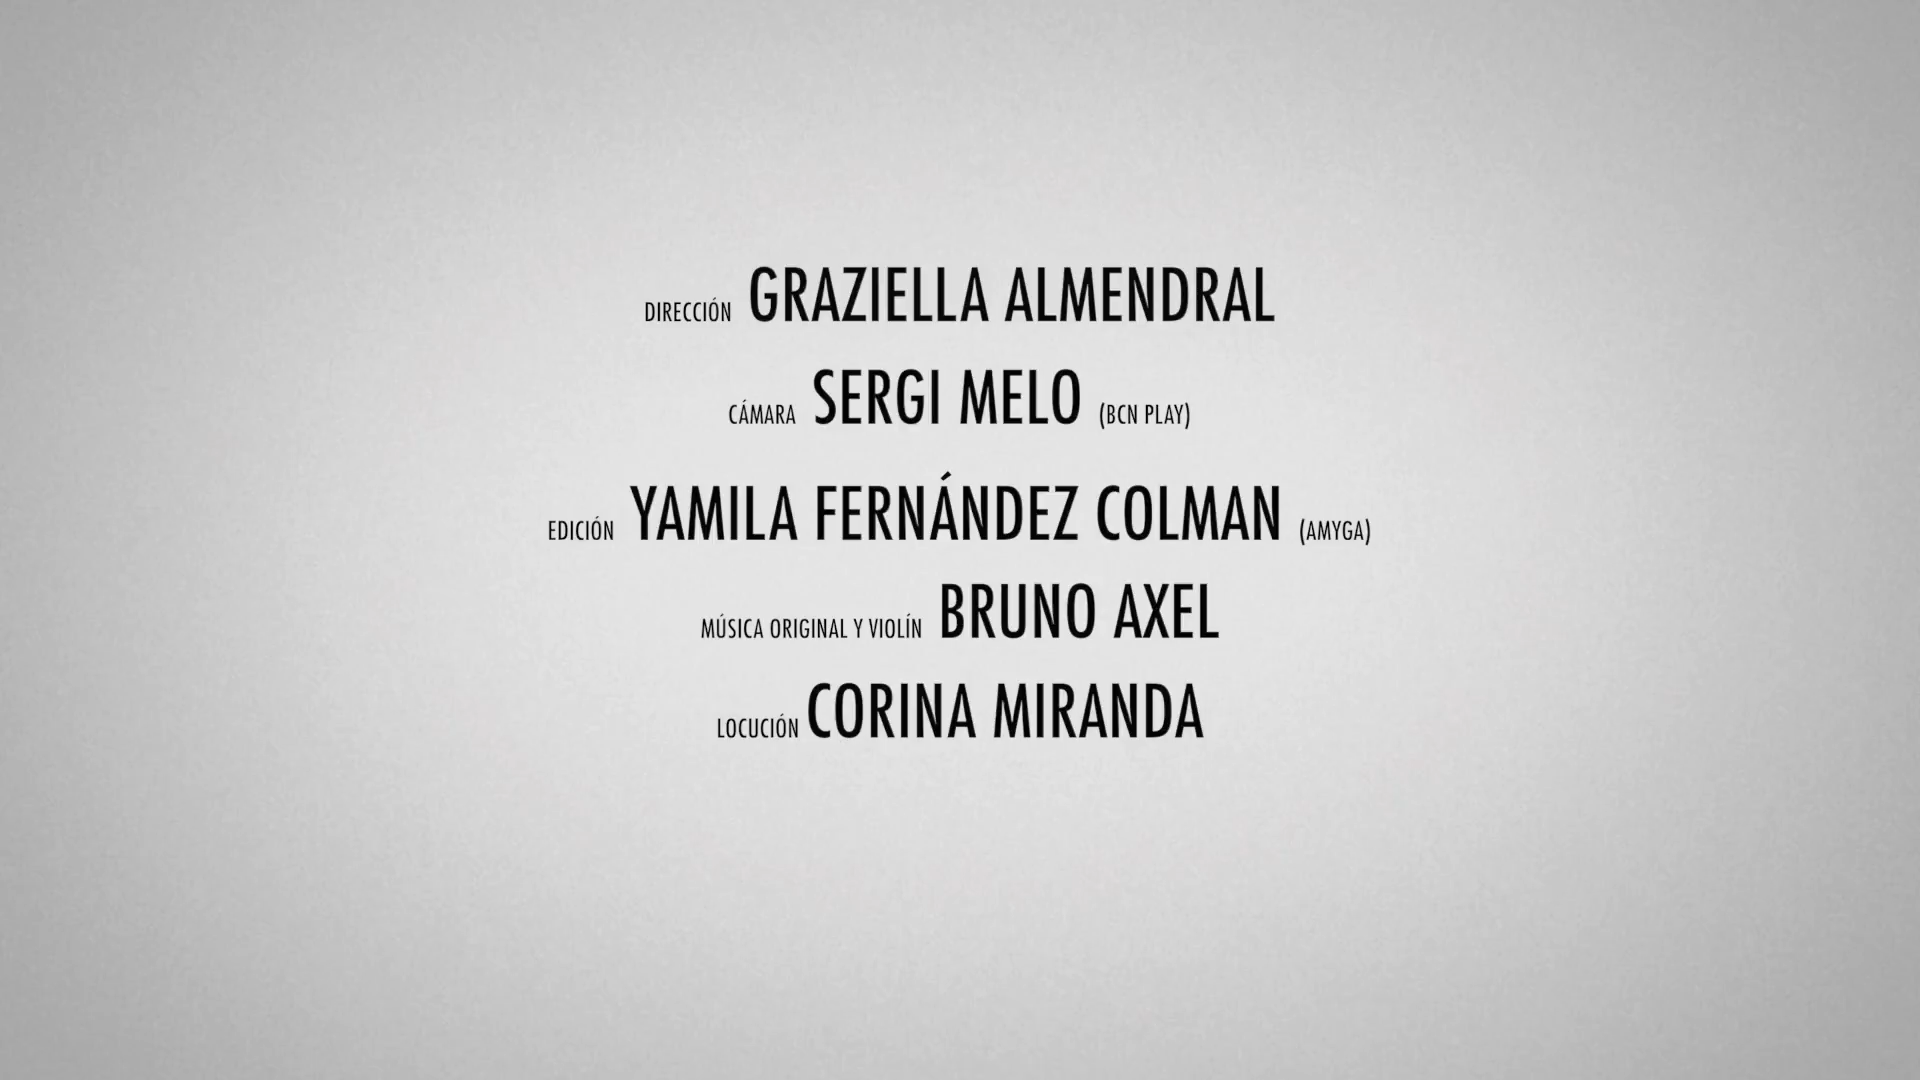 DIRECCIÓN GRAZIELLA ALMENDRAL
CÁMARA SERGI MELO (BCN PLAY)
EDICIÓN YAMILA FERNÁNDEZ COLMAN (AMYGA)
MÚSICA ORIGINAL Y VIOLÍN BRUNO AXEL
LOCUCIÓN CORINA MIRANDA